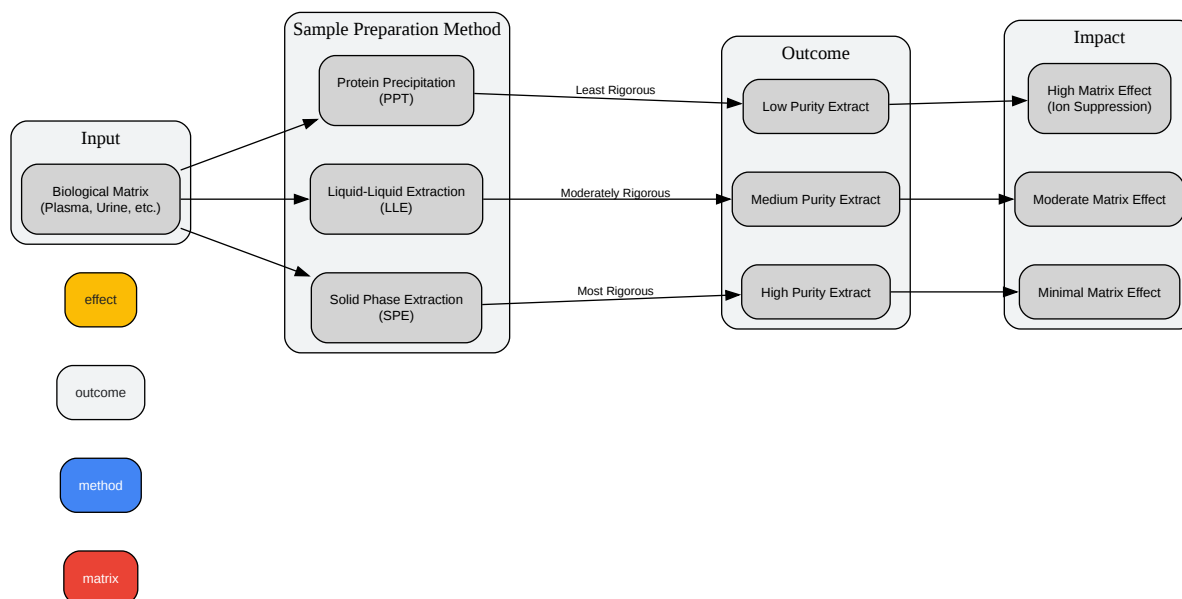 Input
Biological Matrix
(Plasma, Urine, etc.)
Sample Preparation Method
Protein Precipitation
(PPT)
Liquid-Liquid Extraction
(LLE)
Solid Phase Extraction
(SPE)
Least Rigorous
Moderately Rigorous
Most Rigorous
Outcome
Low Purity Extract
Medium Purity Extract
High Purity Extract
Impact
High Matrix Effect
(Ion Suppression)
Moderate Matrix Effect
Minimal Matrix Effect
effect
outcome
method
matrix